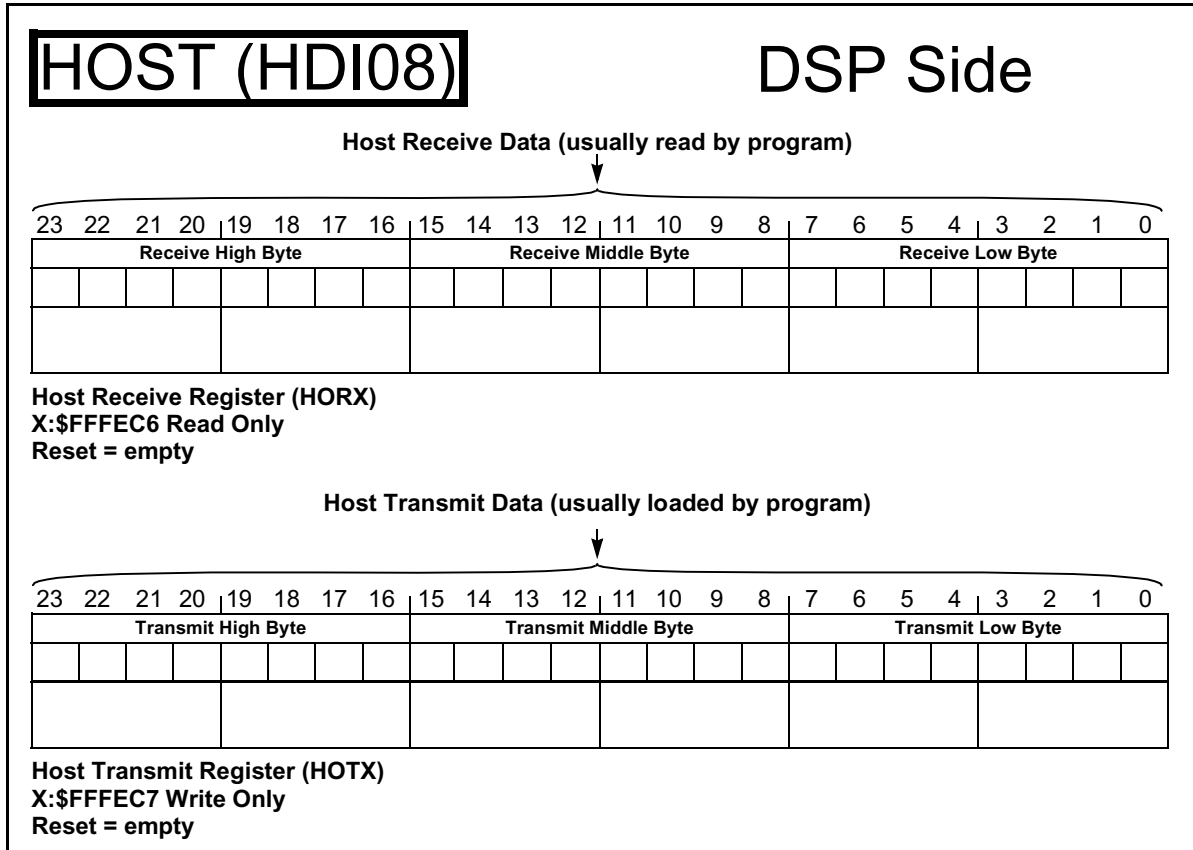 HOST (HDI08) DSP Side
Host Receive Data (usually read by program)
23 22 21 20 19 18 17 16 15 14 13 12 11 10 9 8 7 6 5 4 3 2 1 0
Receive High Byte Receive Middle Byte Receive Low Byte
Host Receive Register (HORX)
X:$FFFEC6 Read Only
Reset = empty
Host Transmit Data (usually loaded by program)
23 22 21 20 19 18 17 16 15 14 13 12 11 10 9 8 7 6 5 4 3 2 1 0
Transmit High Byte Transmit Middle Byte Transmit Low Byte
Host Transmit Register (HOTX)
X:$FFFEC7 Write Only
Reset = empty